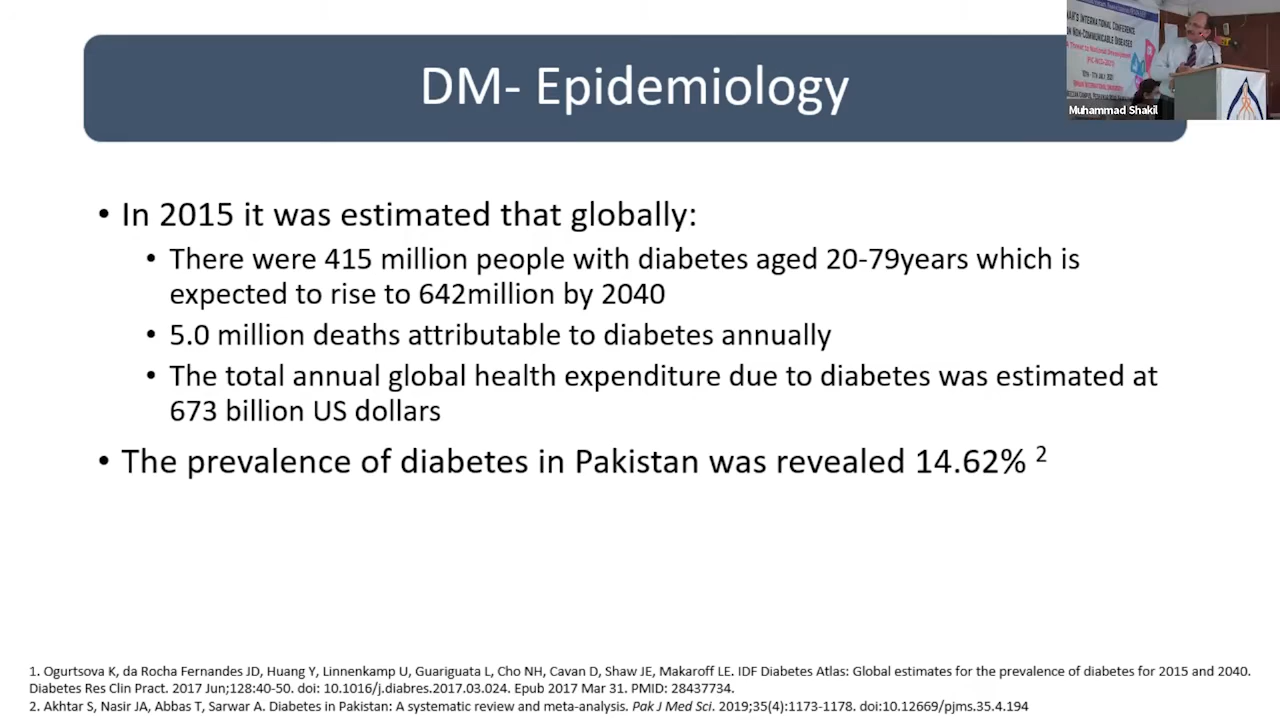 DM- Epidemiology
'S INTERNATIONAL CONFERENCE
NON-COMMUNICABLE DISEASES
Muhammad Shakil
• In 2015 it was estimated that globally:
• There were 415 million people with diabetes aged 20-79years which is
expected to rise to 642million by 2040
• 5.0 million deaths attributable to diabetes annually
• The total annual global health expenditure due to diabetes was estimated at
673 billion US dollars
• The prevalence of diabetes in Pakistan was revealed 14.62% ²
1. Ogurtsova K, da Rocha Fernandes JD, Huang Y, Linnenkamp U, Guariguata L, Cho NH, Cavan D, Shaw JE, Makaroff LE. IDF Diabetes Atlas: Global estimates for the prevalence of diabetes for 2015 and 2040.
Diabetes Res Clin Pract. 2017 Jun;128:40-50. doi: 10.1016/j.diabres.2017.03.024. Epub 2017 Mar 31. PMID: 28437734.
2. Akhtar S, Nasir JA, Abbas T, Sarwar A. Diabetes in Pakistan: A systematic review and meta-analysis. Pak J Med Sci. 2019;35(4):1173-1178. doi:10.12669/pjms.35.4.194